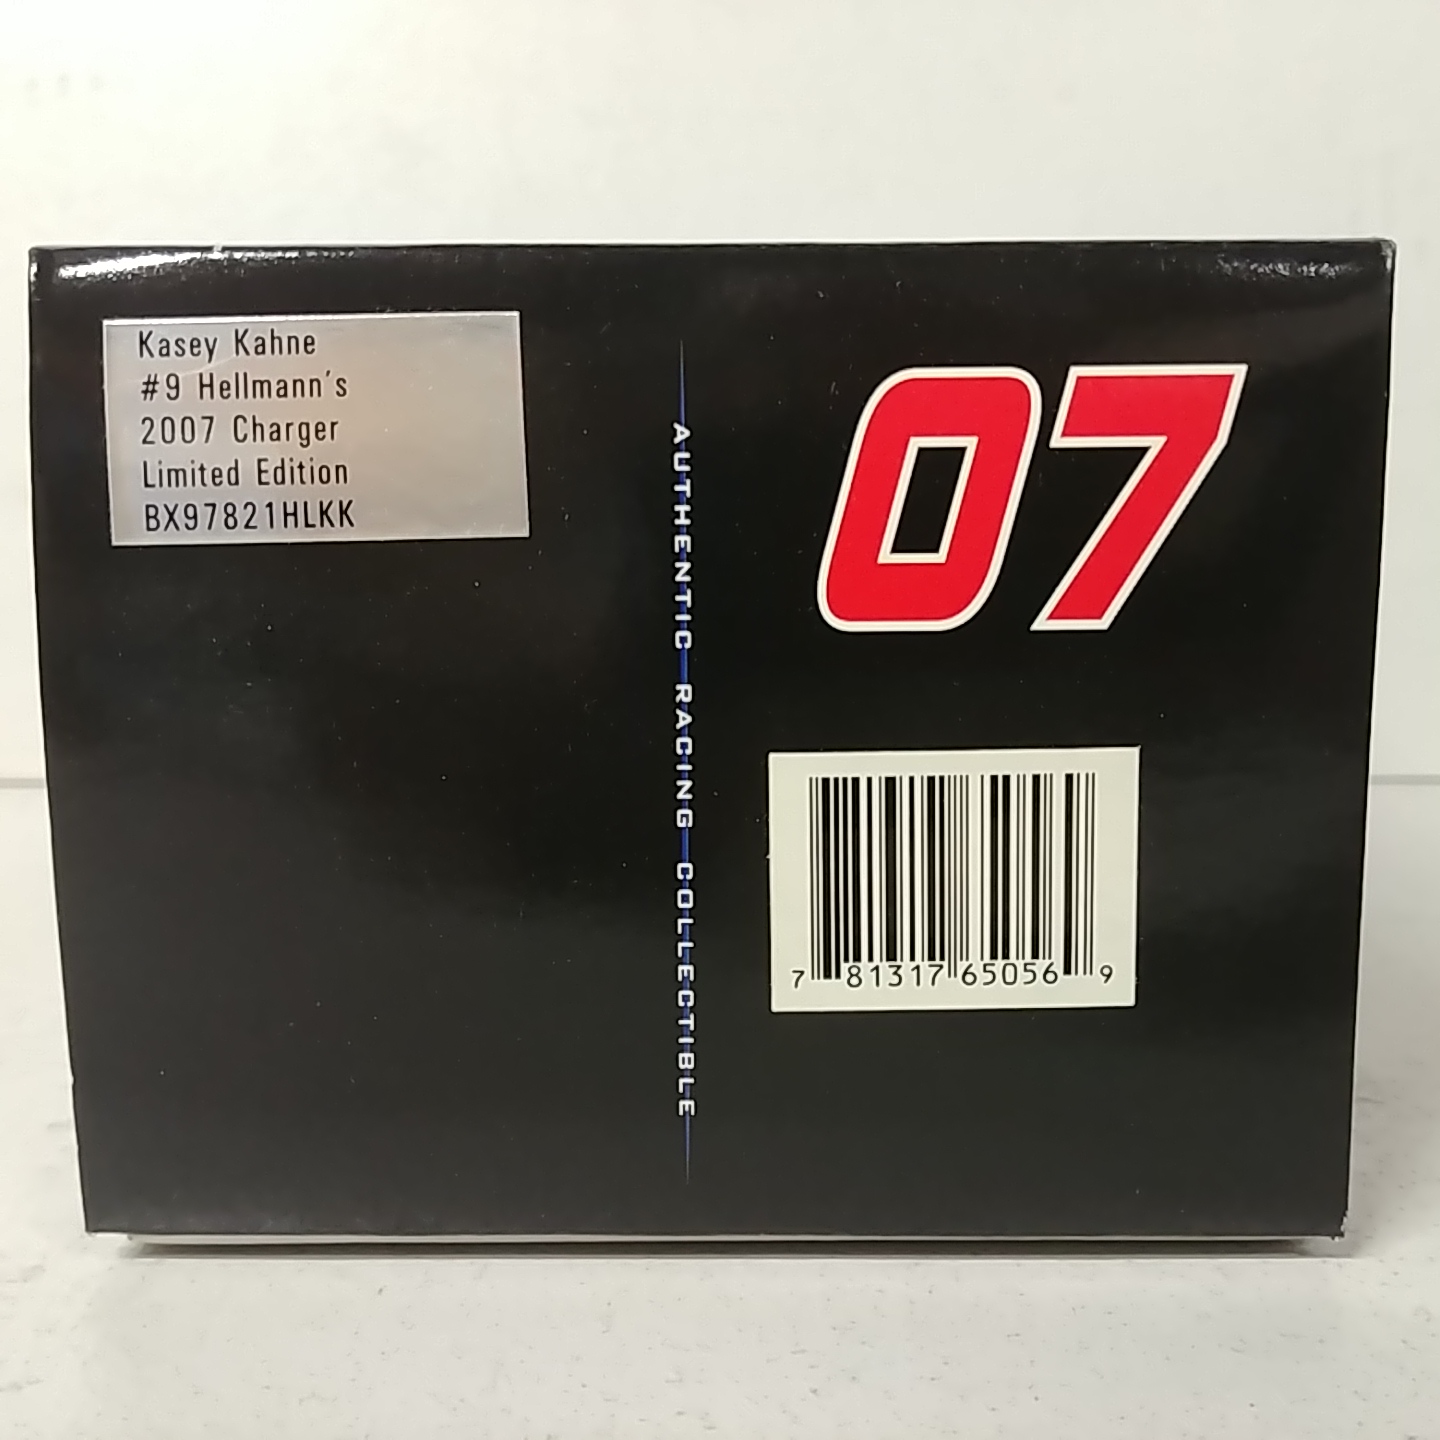 Kasey Kahne
#9 Hellmann's
2007 Charger
Limited Edition
BX97821HLKK
AUTHENTIC RACING COLLECTIBLE
07
7 81317 65056 9